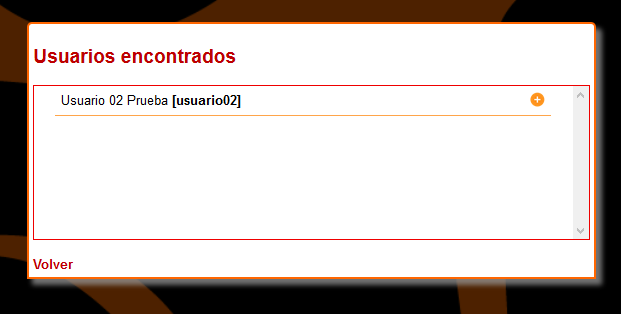 Usuarios encontrados
Usuario 02 Prueba [usuario02]
Volver